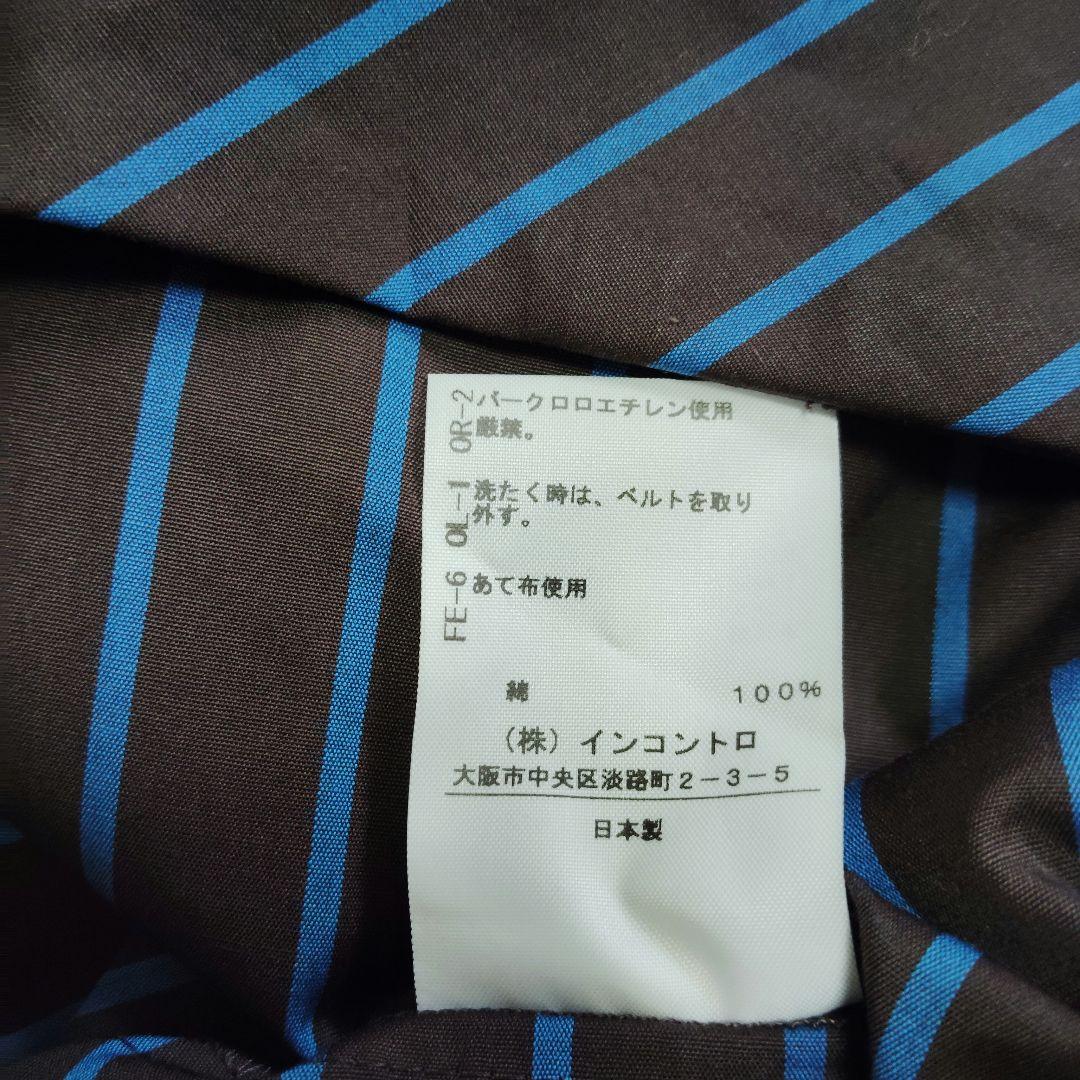 パークロロエチレン使用
厳禁。
洗たく時は、ベルトを取り
外す。
あて布使用
FE-6 OL-1 OR-2
綿 100%
(株)インコントロ
大阪市中央区淡路町2-3-5
日本製